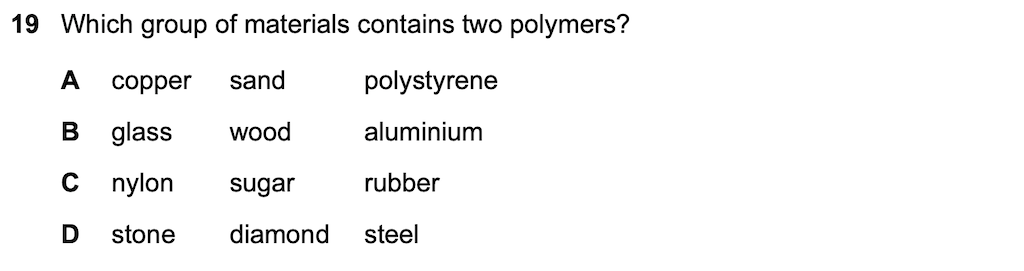 19 Which group of materials contains two polymers?
A copper sand polystyrene
B glass wood aluminium
C nylon sugar rubber
D stone diamond steel